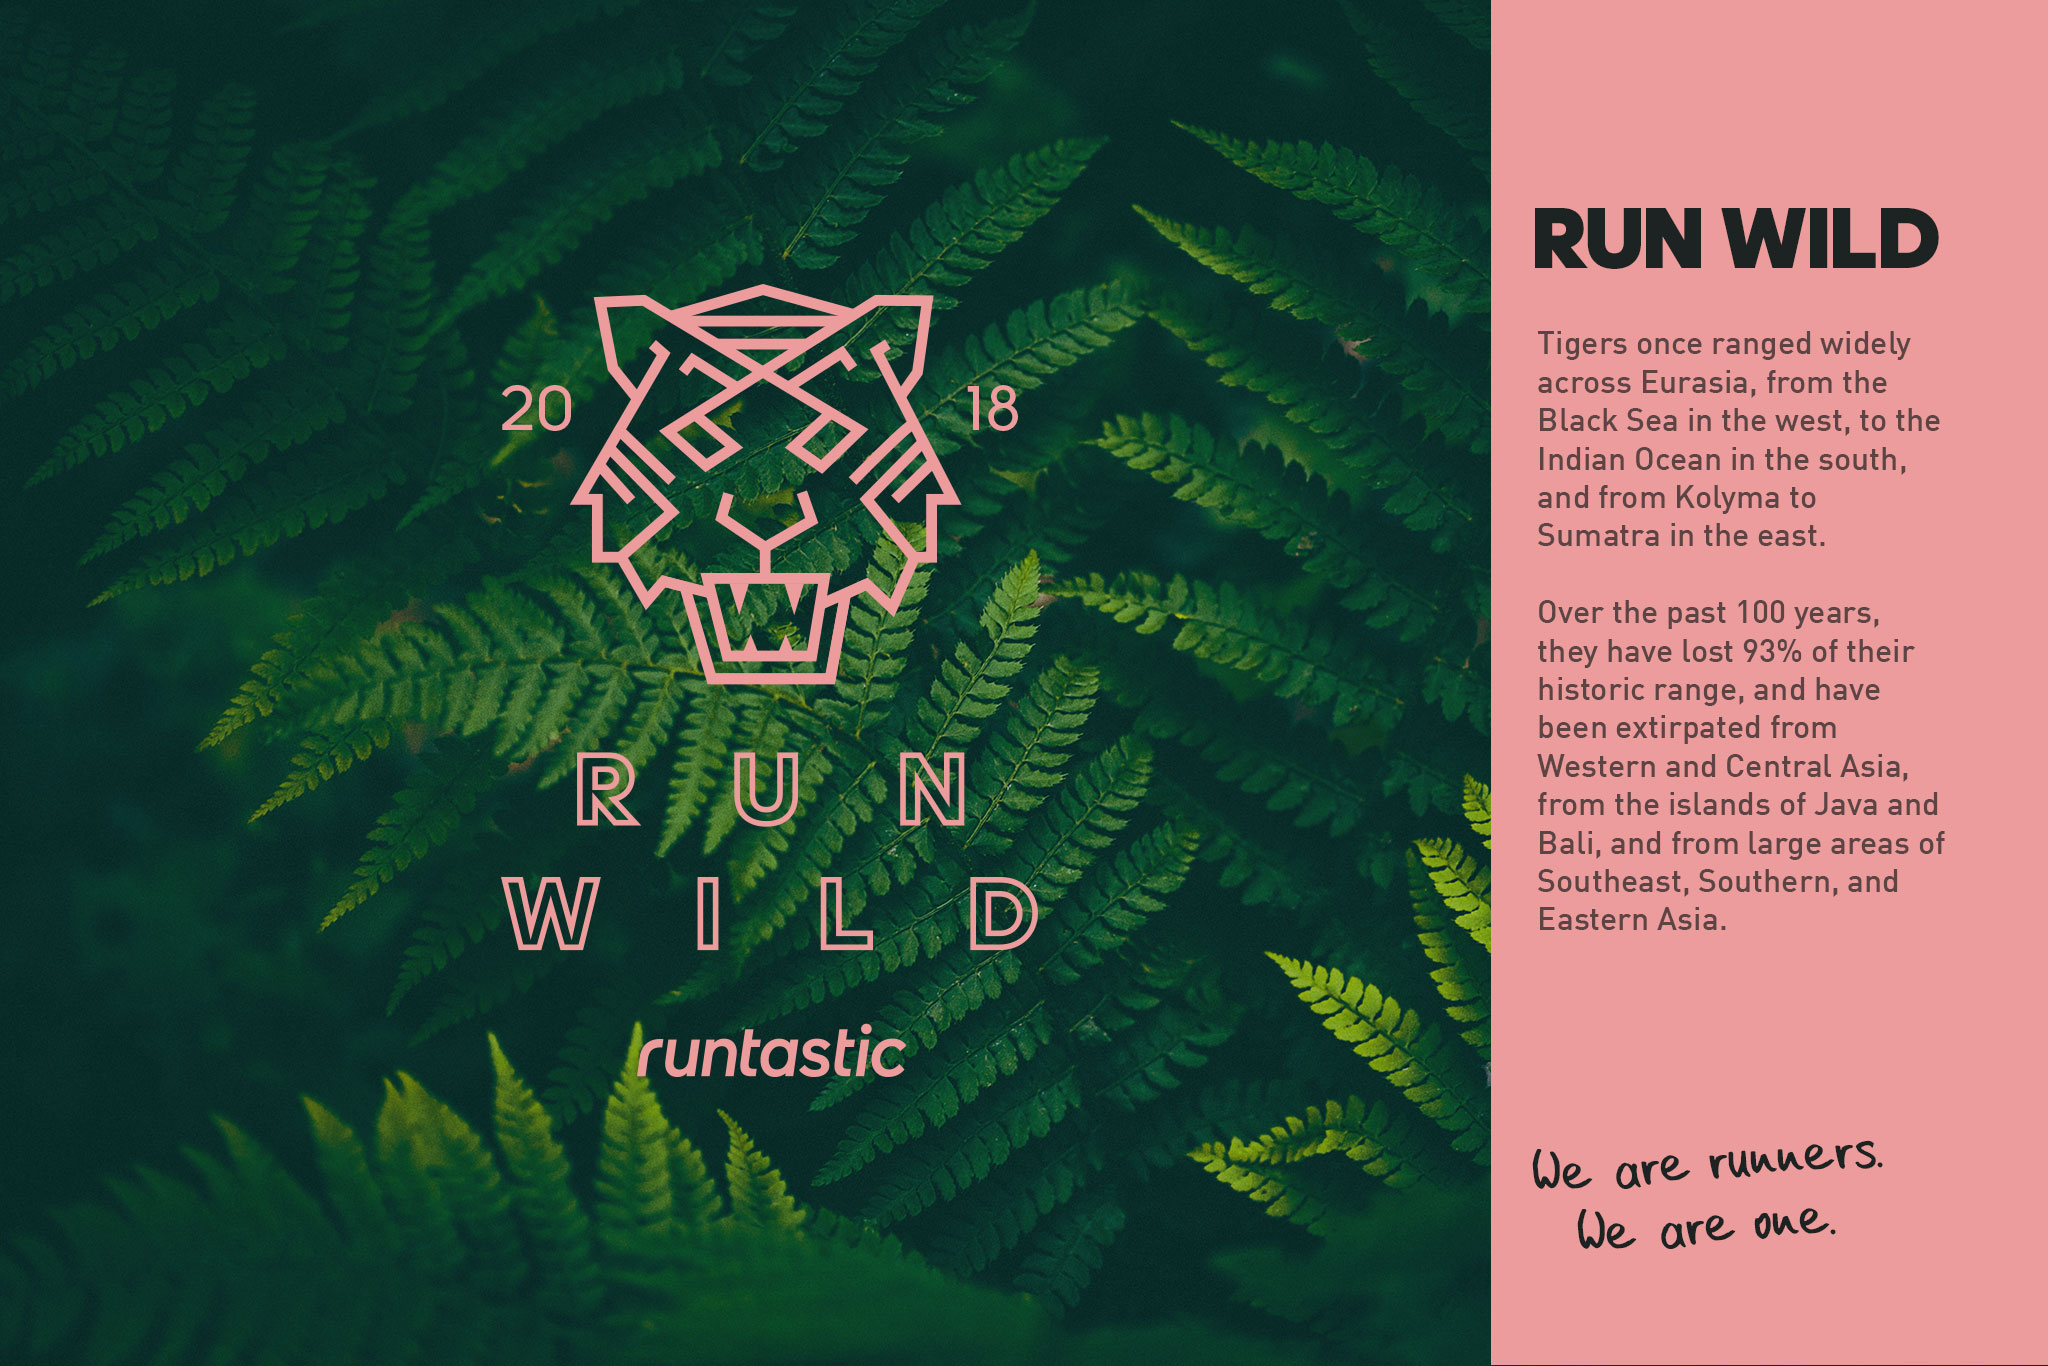 20 18
RUN
WILD
runtastic
RUN WILD
Tigers once ranged widely
across Eurasia, from the
Black Sea in the west, to the
Indian Ocean in the south,
and from Kolyma to
Sumatra in the east.
Over the past 100 years,
they have lost 93% of their
historic range, and have
been extirpated from
Western and Central Asia,
from the islands of Java and
Bali, and from large areas of
Southeast, Southern, and
Eastern Asia.
We are runners.
We are one.